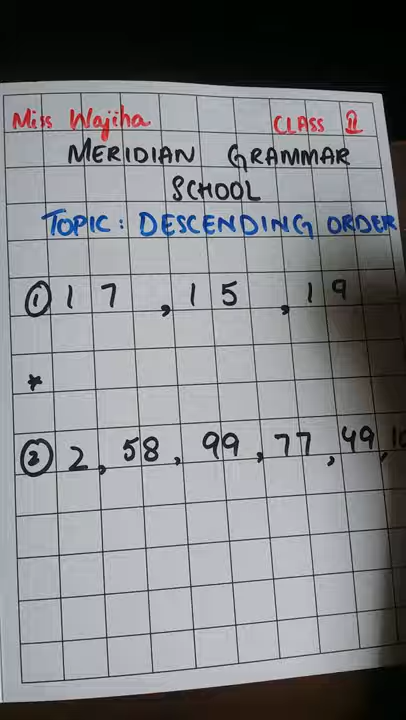 Miss Wajiha CLASS 2
MERIDIAN GRAMMAR
SCHOOL
TOPIC: DESCENDING ORDER
① 17, 15, 19
*
② 2, 58, 99, 77, 49,